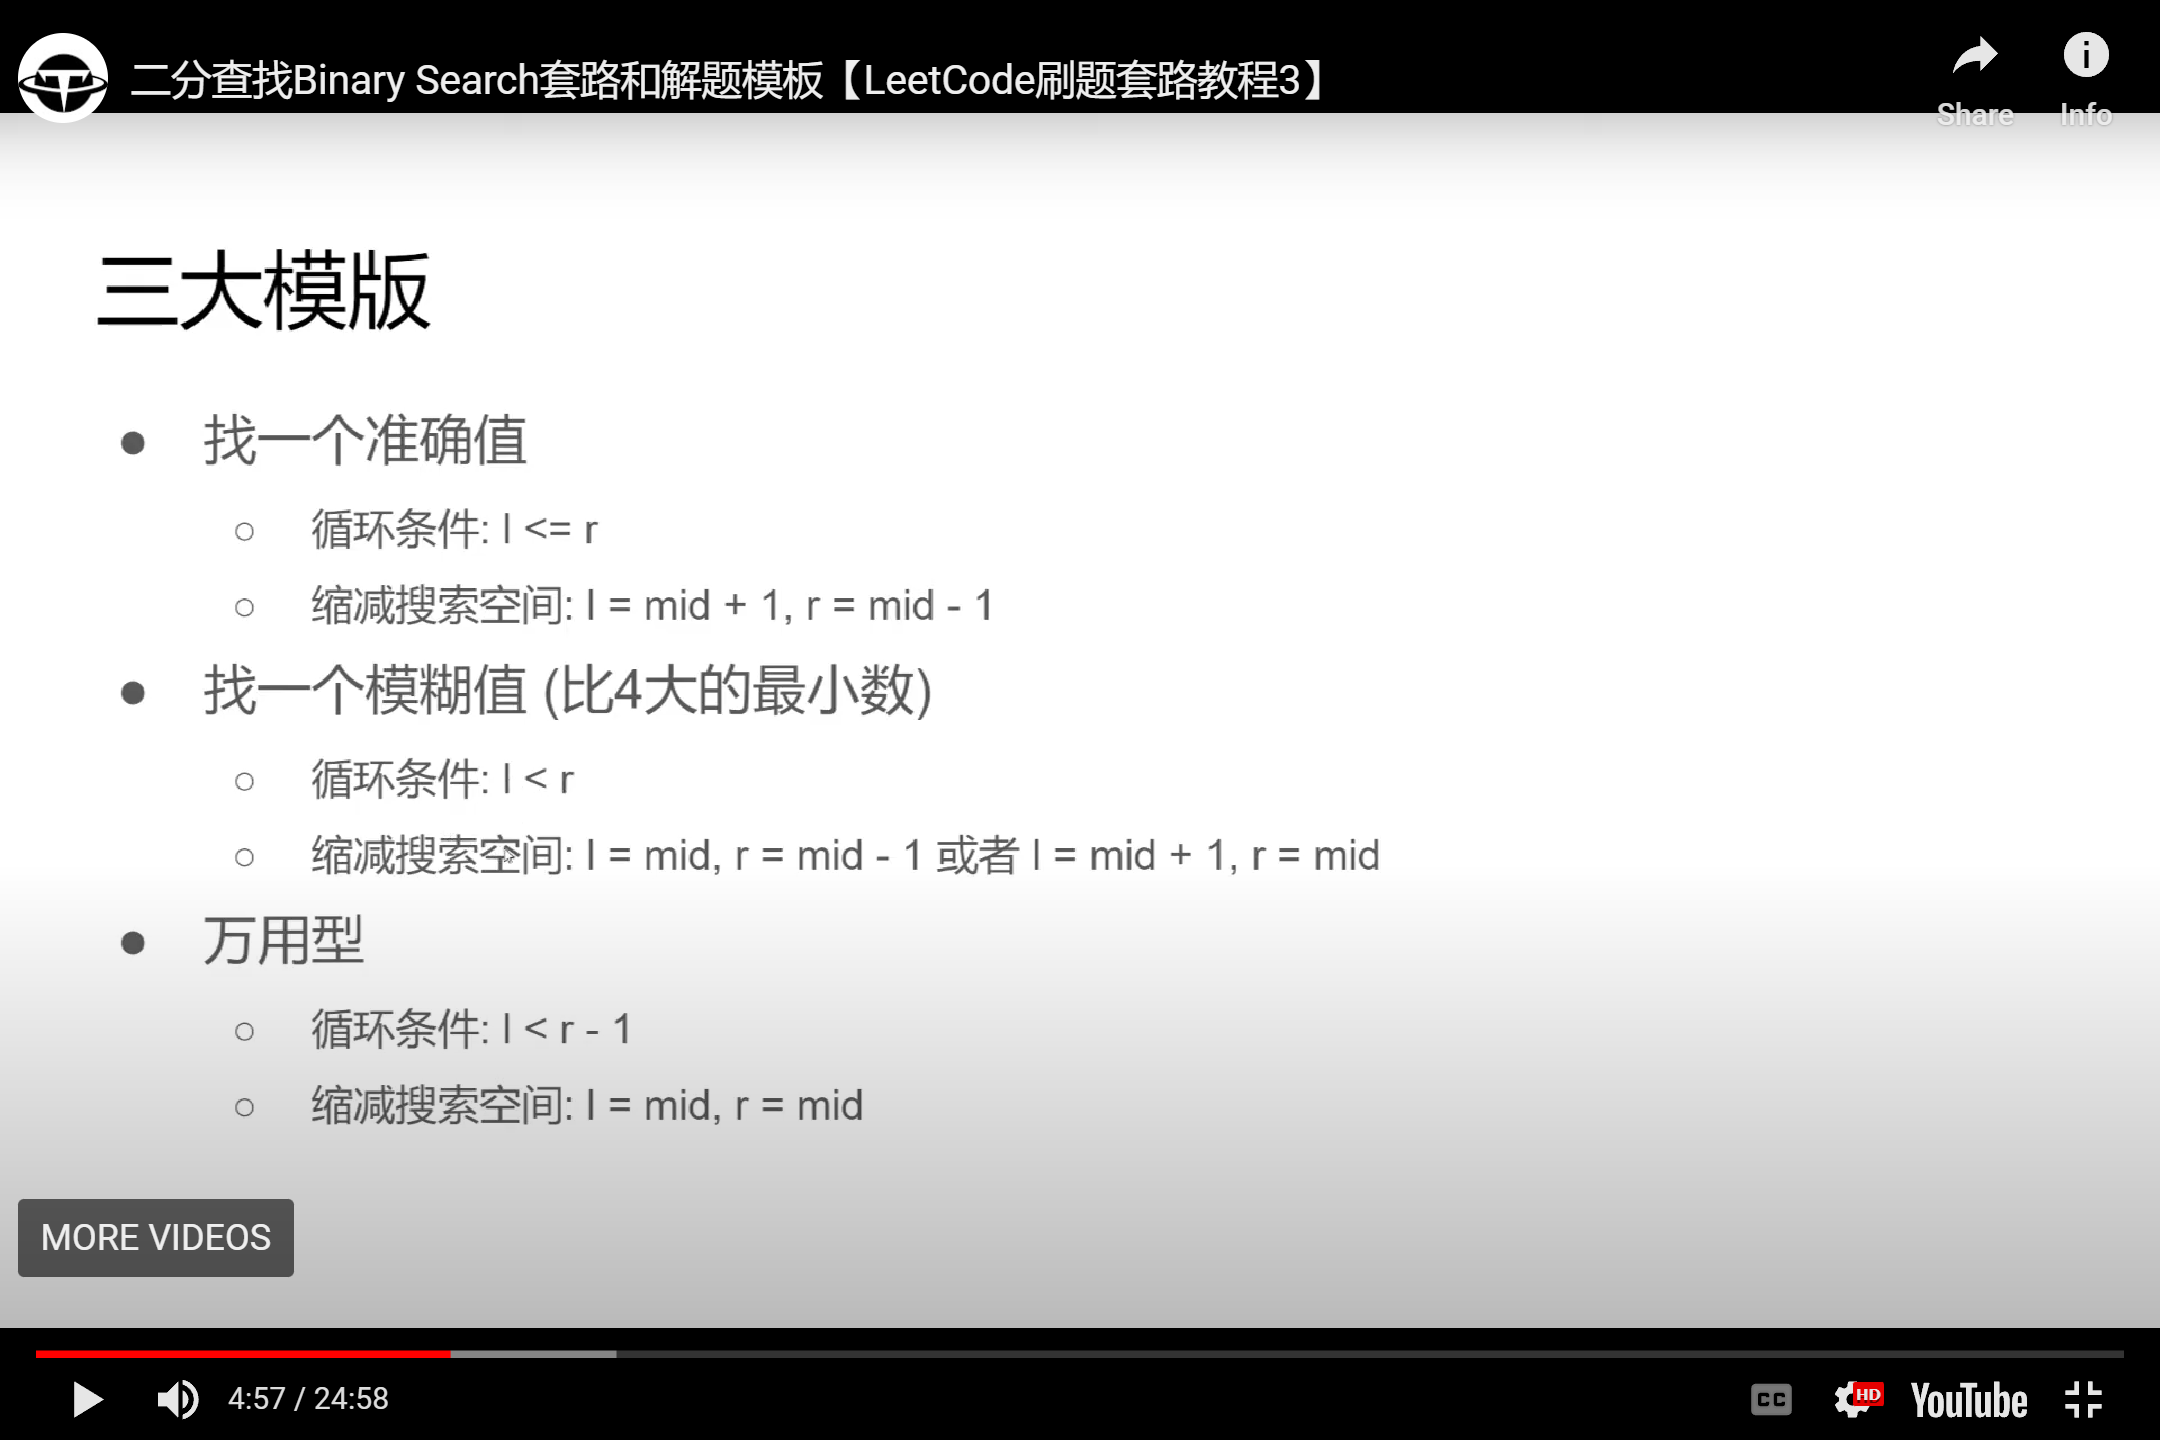 二分查找Binary Search套路和解题模板【LeetCode刷题套路教程3】
Share
Info
三大模版
● 找一个准确值
○ 循环条件: l <= r
○ 缩减搜索空间: l = mid + 1, r = mid - 1
● 找一个模糊值 (比4大的最小数)
○ 循环条件: l < r
○ 缩减搜索空间: l = mid, r = mid - 1 或者 l = mid + 1, r = mid
● 万用型
○ 循环条件: l < r - 1
○ 缩减搜索空间: l = mid, r = mid
MORE VIDEOS
4:57 / 24:58
CC
HD
YouTube